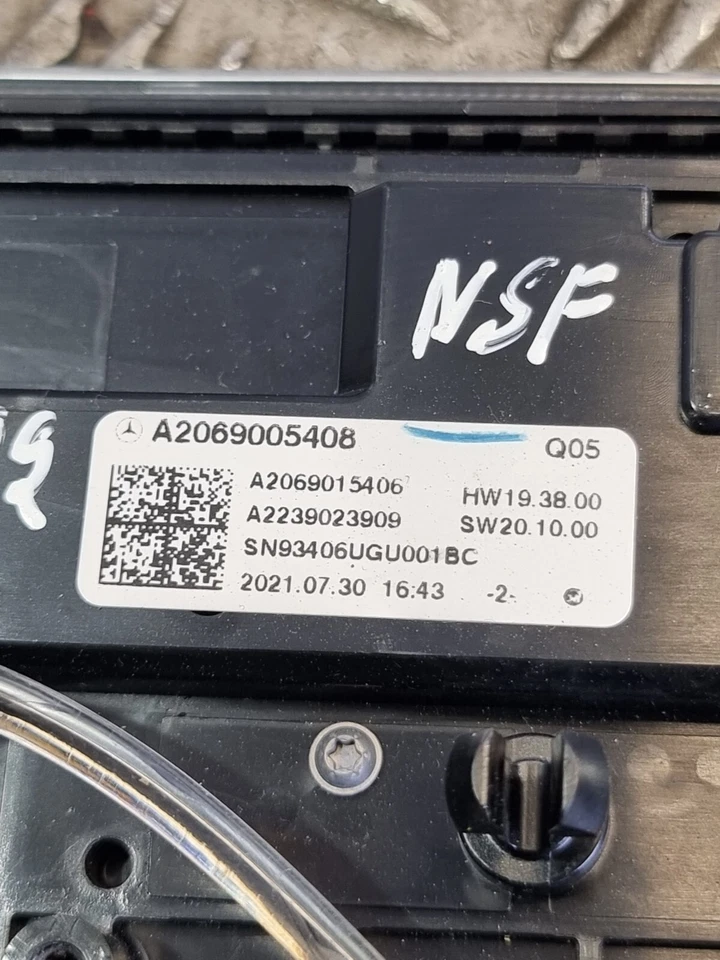 NSF
A2069005408
Q05
A2069015406
HW19.38.00
A2239023909
SW20.10.00
SN93406UGU001BC
2021.07.30 16:43 -2-